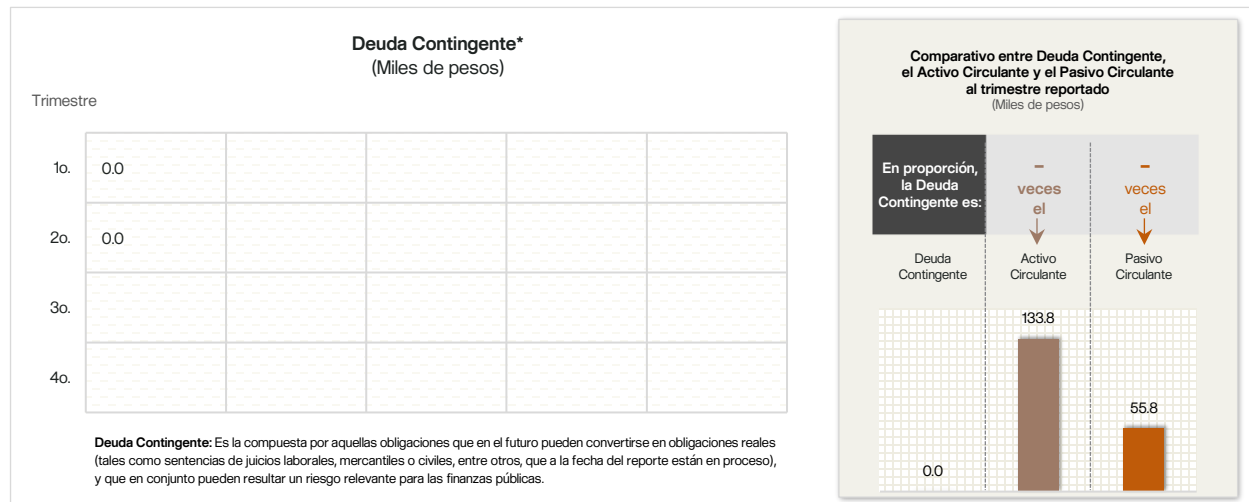 Deuda Contingente*
(Miles de pesos)
Trimestre
1o. 0.0
2o. 0.0
3o.
4o.
Deuda Contingente: Es la compuesta por aquellas obligaciones que en el futuro pueden convertirse en obligaciones reales
(tales como sentencias de juicios laborales, mercantiles o civiles, entre otros, que a la fecha del reporte están en proceso),
y que en conjunto pueden resultar un riesgo relevante para las finanzas públicas.
Comparativo entre Deuda Contingente,
el Activo Circulante y el Pasivo Circulante
al trimestre reportado
(Miles de pesos)
En proporción,
la Deuda
Contingente es:
–
veces
el
–
veces
el
Deuda
Contingente
Activo
Circulante
Pasivo
Circulante
0.0
133.8
55.8